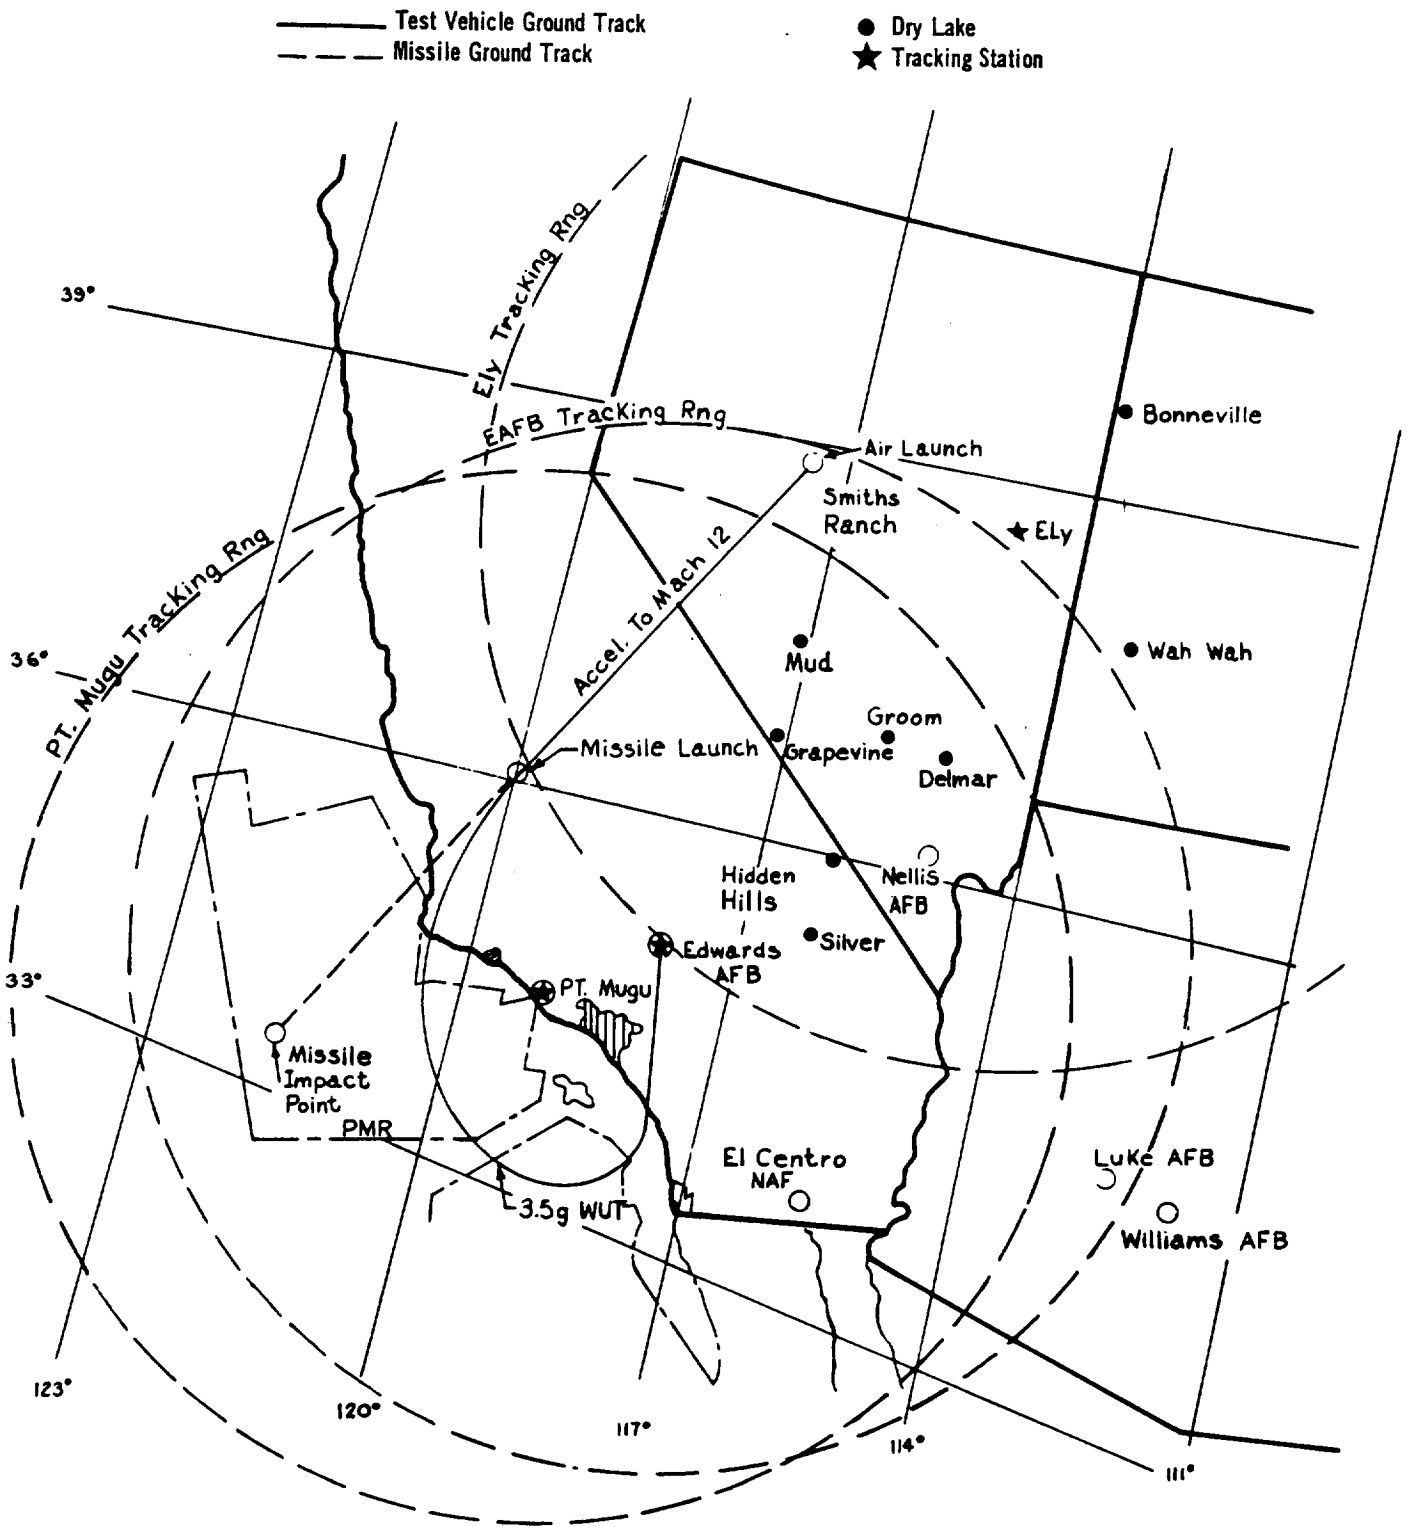 Test Vehicle Ground Track
Missile Ground Track
Dry Lake
Tracking Station
39°
Ely Tracking Rng
EAFB Tracking Rng
Air Launch
Bonneville
Smiths
Ranch
Ely
PT. Mugu Tracking Rng
Accel. To Mach 12
36°
Mud
Wah Wah
Groom
Missile Launch
Grapevine
Delmar
Hidden
Hills
Nellis
AFB
Silver
Edwards
AFB
33°
PT. Mugu
Missile
Impact
Point
PMR
El Centro
NAF
Luke AFB
3.5g WUT
Williams AFB
123°
120°
117°
114°
111°